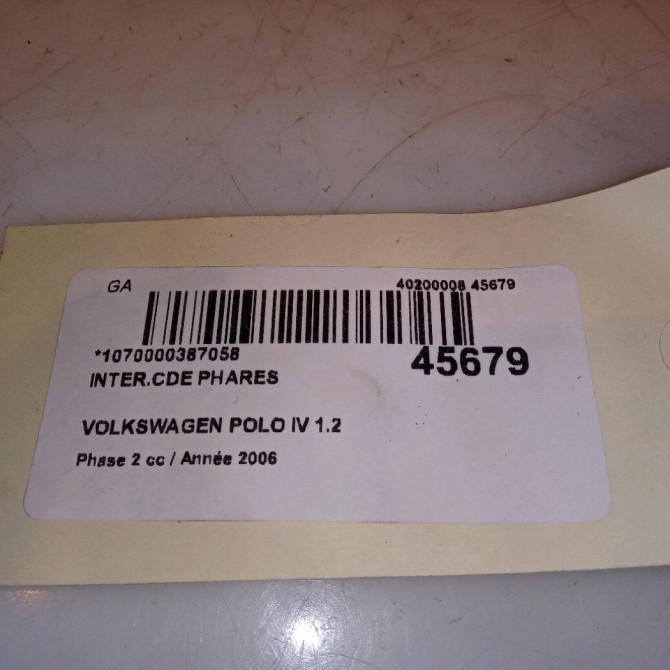 GA 40200008 45679
*1070000387058 45679
INTER.CDE PHARES
VOLKSWAGEN POLO IV 1.2
Phase 2 cc / Année 2006